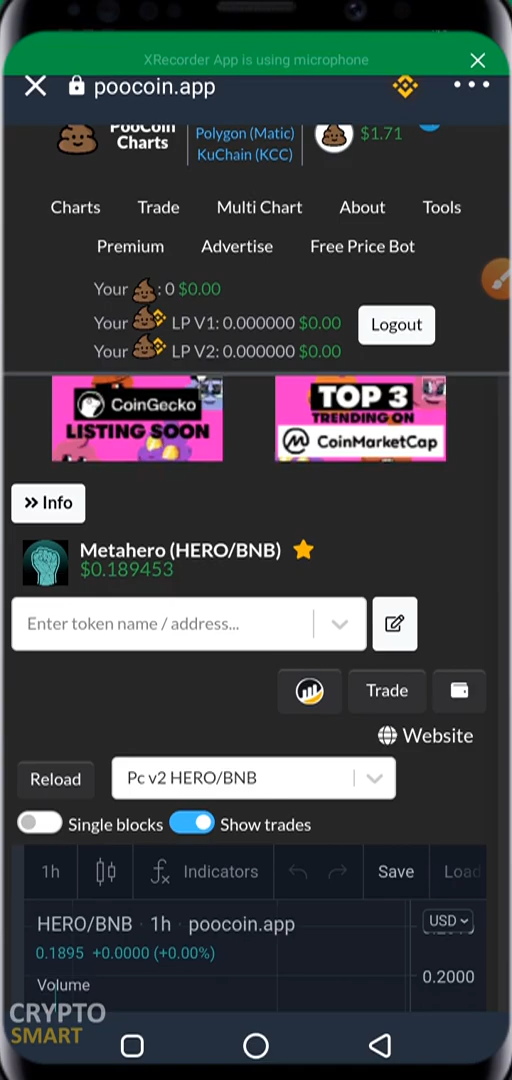 XRecorder App is using microphone
poocoin.app
PooCoin
Charts
Polygon (Matic)
KuChain (KCC)
$1.71
Charts Trade Multi Chart About Tools
Premium Advertise Free Price Bot
Your : 0 $0.00
Your LP V1: 0.000000 $0.00
Your LP V2: 0.000000 $0.00
Logout
CoinGecko
LISTING SOON
TOP 3
TRENDING ON
CoinMarketCap
» Info
Metahero (HERO/BNB)
$0.189453
Enter token name / address...
Trade
Website
Reload
Pc v2 HERO/BNB
Single blocks Show trades
1h Indicators Save Load
HERO/BNB · 1h · poocoin.app
USD
0.1895 +0.0000 (+0.00%)
0.2000
Volume
CRYPTO
SMART